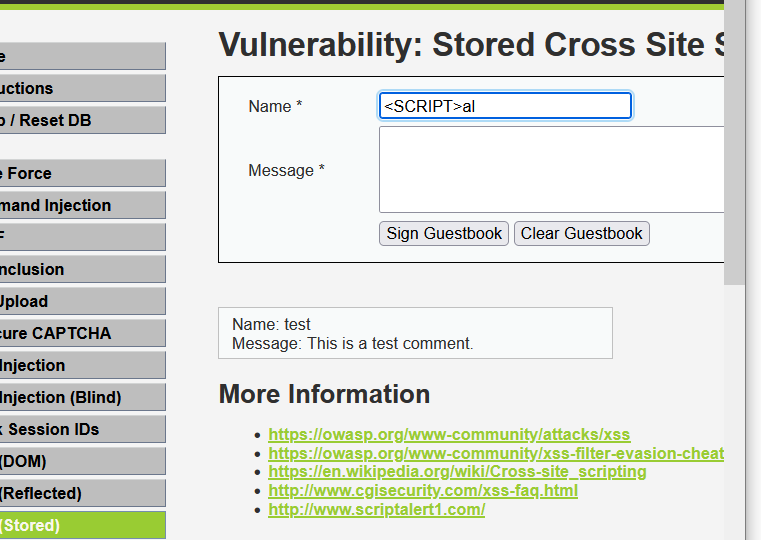 Vulnerability: Stored Cross Site S
e
uctions
p / Reset DB
e Force
mand Injection
F
nclusion
Upload
cure CAPTCHA
Injection
Injection (Blind)
k Session IDs
(DOM)
(Reflected)
(Stored)
Name *
<SCRIPT>al
Message *
Sign Guestbook Clear Guestbook
Name: test
Message: This is a test comment.
More Information
https://owasp.org/www-community/attacks/xss
https://owasp.org/www-community/xss-filter-evasion-cheat
https://en.wikipedia.org/wiki/Cross-site_scripting
http://www.cgisecurity.com/xss-faq.html
http://www.scriptalert1.com/